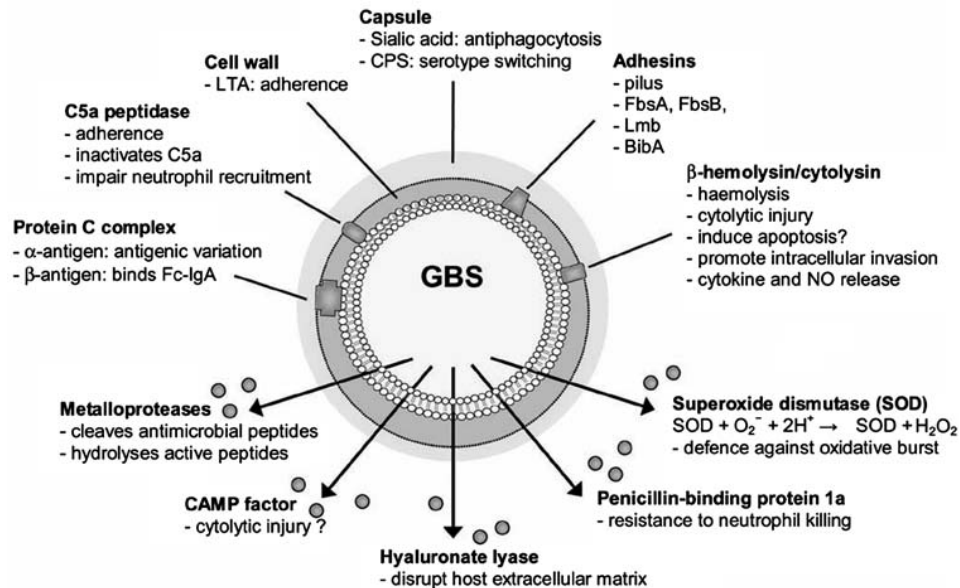 Capsule
- Sialic acid: antiphagocytosis
- CPS: serotype switching
Cell wall
- LTA: adherence
Adhesins
- pilus
- FbsA, FbsB,
- Lmb
- BibA
C5a peptidase
- adherence
- inactivates C5a
- impair neutrophil recruitment
β-hemolysin/cytolysin
- haemolysis
- cytolytic injury
- induce apoptosis?
- promote intracellular invasion
- cytokine and NO release
Protein C complex
- α-antigen: antigenic variation
- β-antigen: binds Fc-IgA
GBS
Metalloproteases
- cleaves antimicrobial peptides
- hydrolyses active peptides
Superoxide dismutase (SOD)
SOD + O₂⁻ + 2H⁺ → SOD + H₂O₂
- defence against oxidative burst
CAMP factor
- cytolytic injury ?
Penicillin-binding protein 1a
- resistance to neutrophil killing
Hyaluronate lyase
- disrupt host extracellular matrix